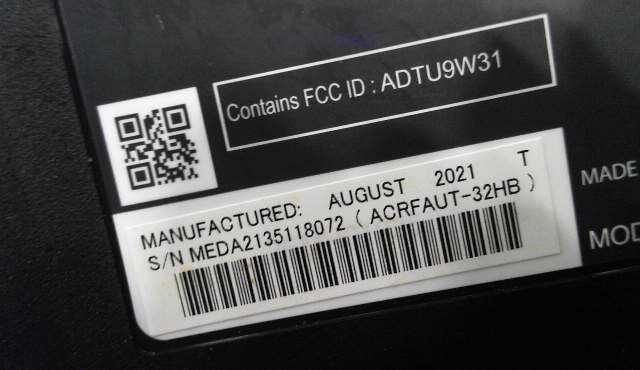 Contains FCC ID : ADTU9W31
MANUFACTURED: AUGUST 2021 T
S/N MEDA2135118072 ( ACRFAUT-32HB )
MADE
MOD